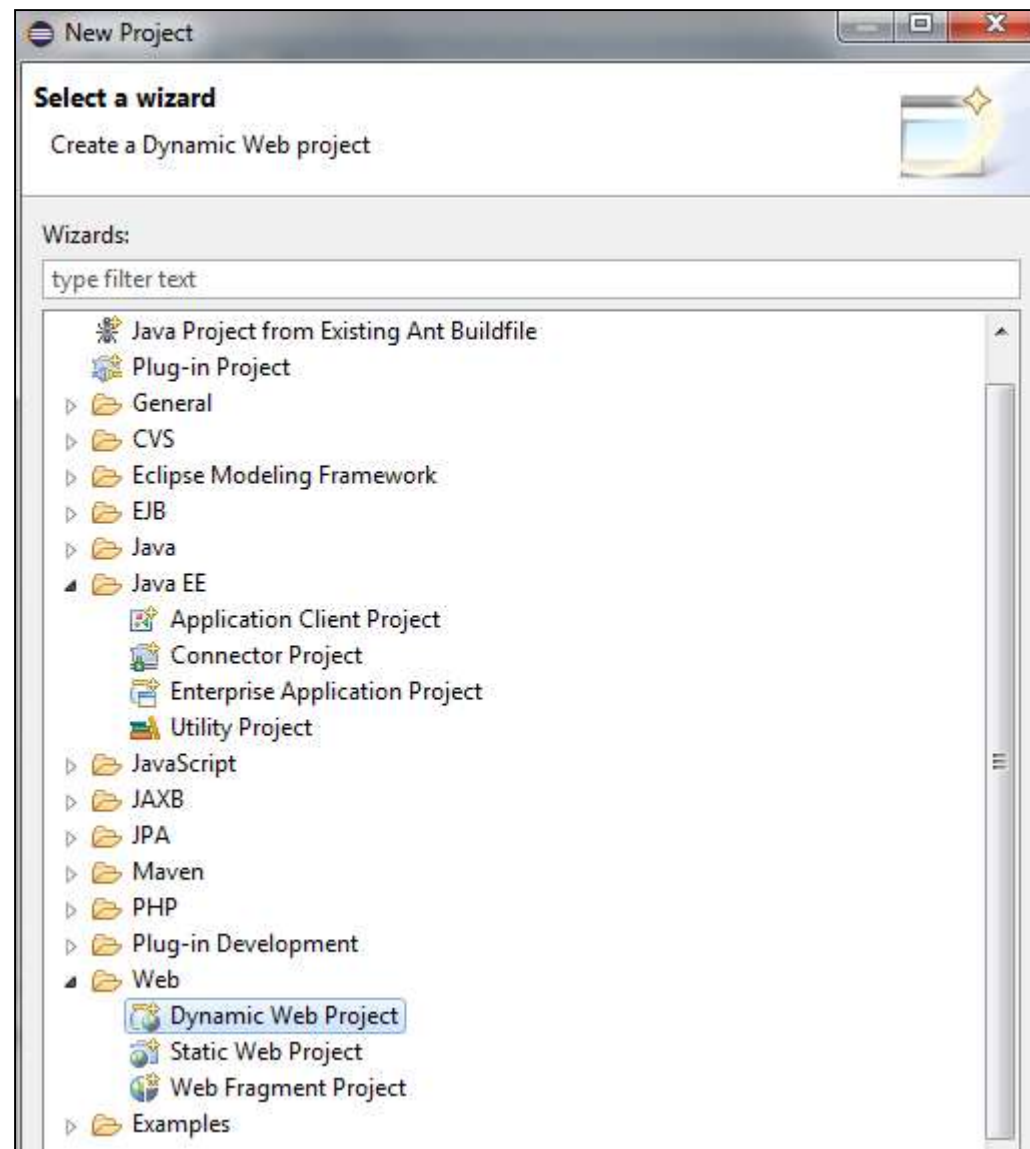 New Project
Select a wizard
Create a Dynamic Web project
Wizards:
type filter text
Java Project from Existing Ant Buildfile
Plug-in Project
General
CVS
Eclipse Modeling Framework
EJB
Java
Java EE
Application Client Project
Connector Project
Enterprise Application Project
Utility Project
JavaScript
JAXB
JPA
Maven
PHP
Plug-in Development
Web
Dynamic Web Project
Static Web Project
Web Fragment Project
Examples